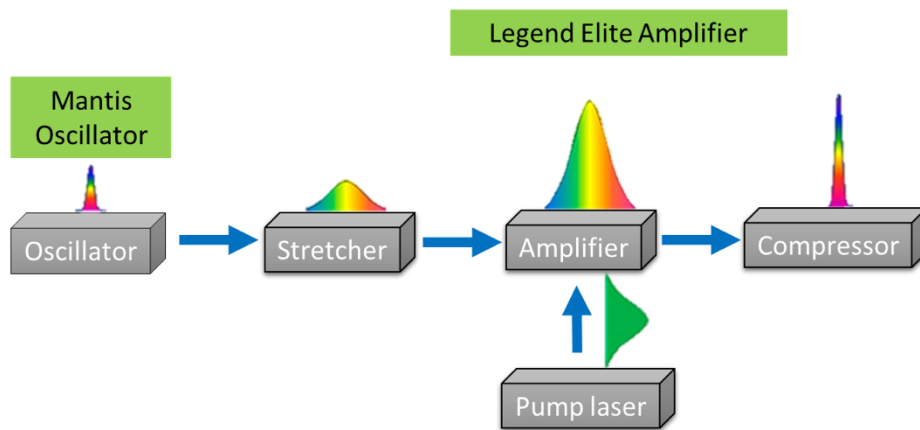 Legend Elite Amplifier
Mantis
Oscillator
Oscillator
Stretcher
Amplifier
Compressor
Pump laser